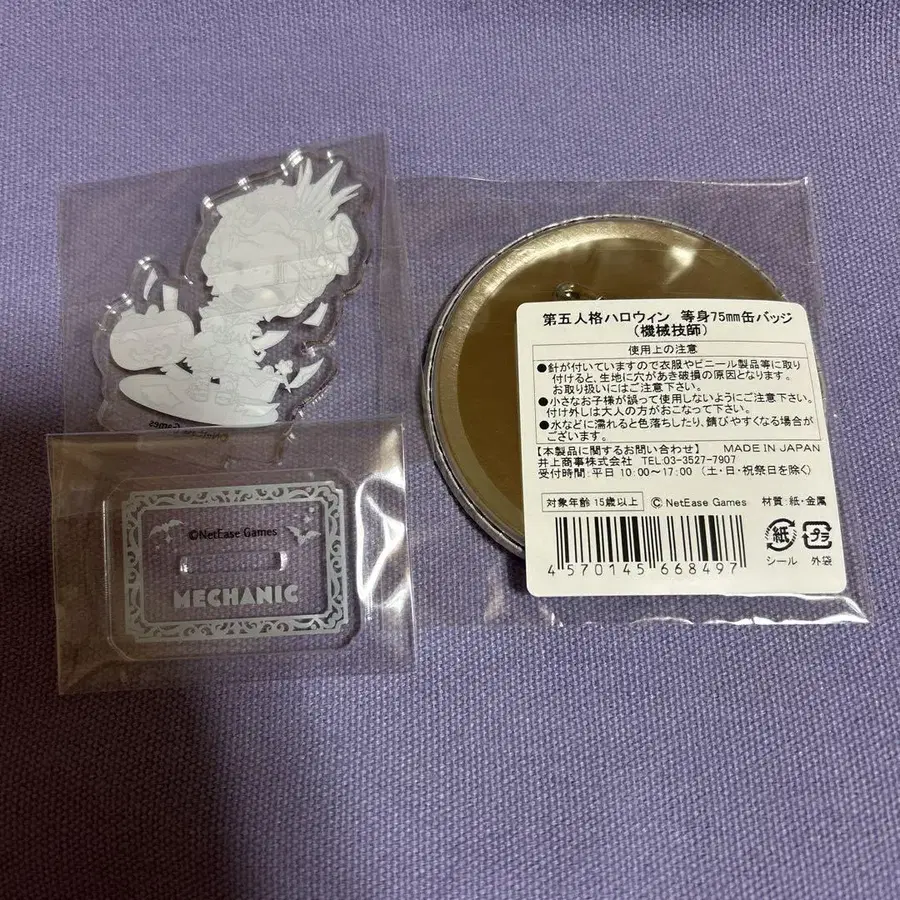 ©NetEase Games
MECHANIC
第五人格ハロウィン 等身75mm缶バッジ
（機械技師）
使用上の注意
●針が付いていますので衣服やビニール製品等に取り
付けると、生地に穴があき破損の原因となります。
お取り扱いにはご注意下さい。
●小さなお子様が誤って使用しないようにご注意下さい。
付け外しは大人の方がおこなって下さい。
●水などに濡れると色落ちしたり、錆びやすくなる場合が
ございます。
【本製品に関するお問い合わせ】 MADE IN JAPAN
井上商事株式会社 TEL:03-3527-7907
受付時間:平日 10:00～17:00 （土・日・祝祭日を除く）
対象年齢 15歳以上 © NetEase Games 材質:紙・金属
紙 プラ
シール 外袋
4 570145 668497